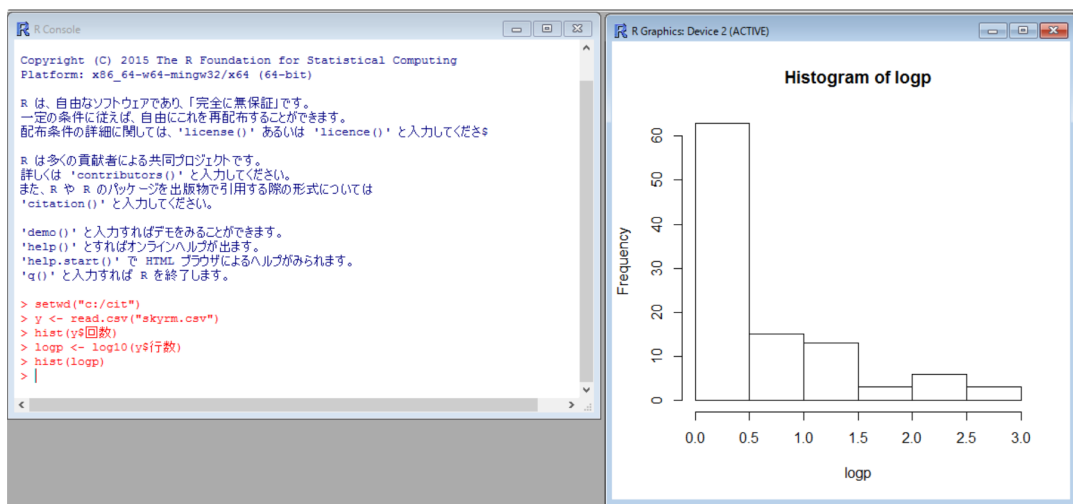 R Console
Copyright (C) 2015 The R Foundation for Statistical Computing
Platform: x86_64-w64-mingw32/x64 (64-bit)
R は、自由なソフトウェアであり、「完全に無保証」です。
一定の条件に従えば、自由にこれを再配布することができます。
配布条件の詳細に関しては、'license()' あるいは 'licence()' と入力してくださ$
R は多くの貢献者による共同プロジェクトです。
詳しくは 'contributors()' と入力してください。
また、R や R のパッケージを出版物で引用する際の形式については
'citation()' と入力してください。
'demo()' と入力すればデモをみることができます。
'help()' とすればオンラインヘルプが出ます。
'help.start()' で HTML ブラウザによるヘルプがみられます。
'q()' と入力すれば R を終了します。
> setwd("c:/cit")
> y <- read.csv("skyrm.csv")
> hist(y$回数)
> logp <- log10(y$行数)
> hist(logp)
>
R Graphics: Device 2 (ACTIVE)
Histogram of logp
Frequency
60
50
40
30
20
10
0
0.0 0.5 1.0 1.5 2.0 2.5 3.0
logp